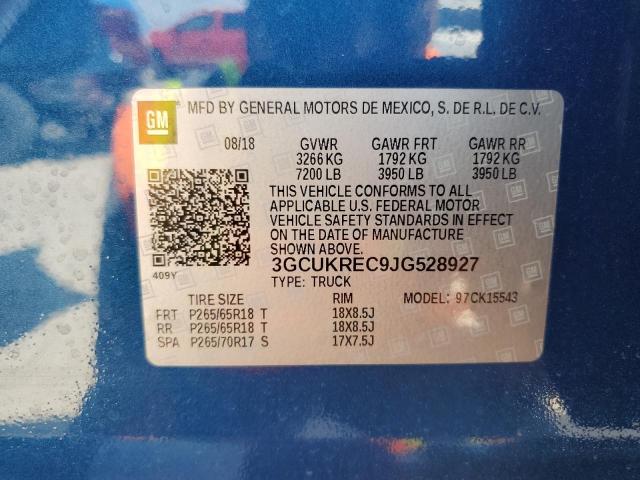 GM
MFD BY GENERAL MOTORS DE MEXICO, S. DE R.L. DE C.V.
08/18 GVWR GAWR FRT GAWR RR
3266 KG 1792 KG 1792 KG
7200 LB 3950 LB 3950 LB
THIS VEHICLE CONFORMS TO ALL
APPLICABLE U.S. FEDERAL MOTOR
VEHICLE SAFETY STANDARDS IN EFFECT
ON THE DATE OF MANUFACTURE
SHOWN ABOVE.
409Y
3GCUKREC9JG528927
TYPE: TRUCK
TIRE SIZE RIM MODEL: 97CK15543
FRT P265/65R18 T 18X8.5J
RR P265/65R18 T 18X8.5J
SPA P265/70R17 S 17X7.5J